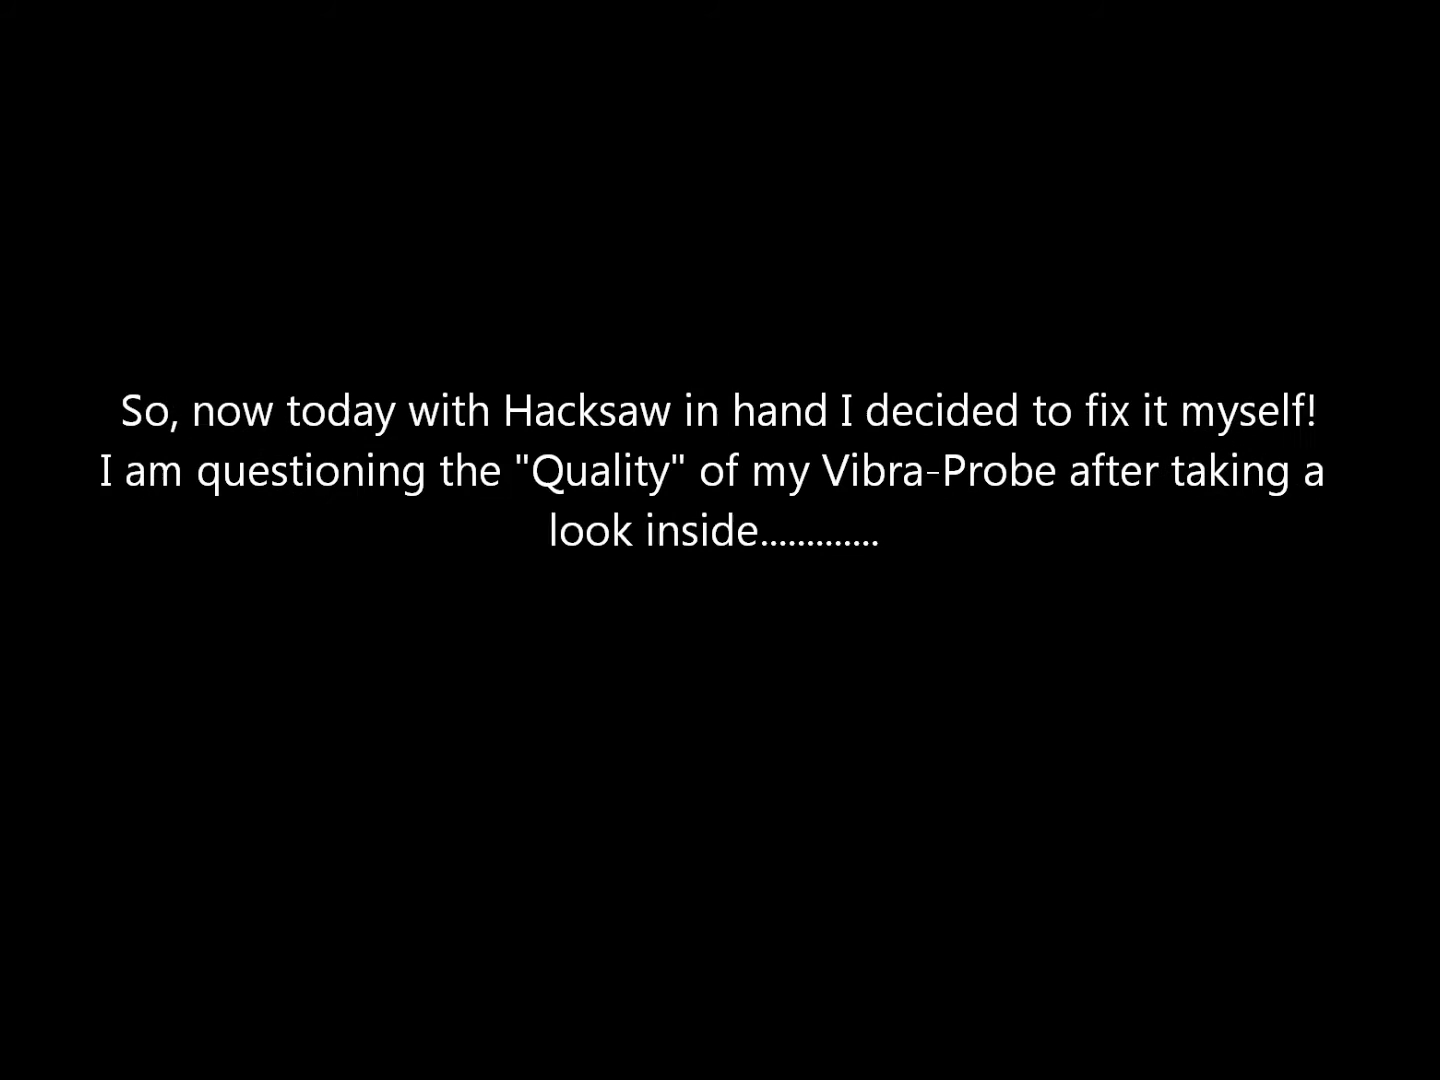 So, now today with Hacksaw in hand I decided to fix it myself!
I am questioning the "Quality" of my Vibra-Probe after taking a
look inside.............